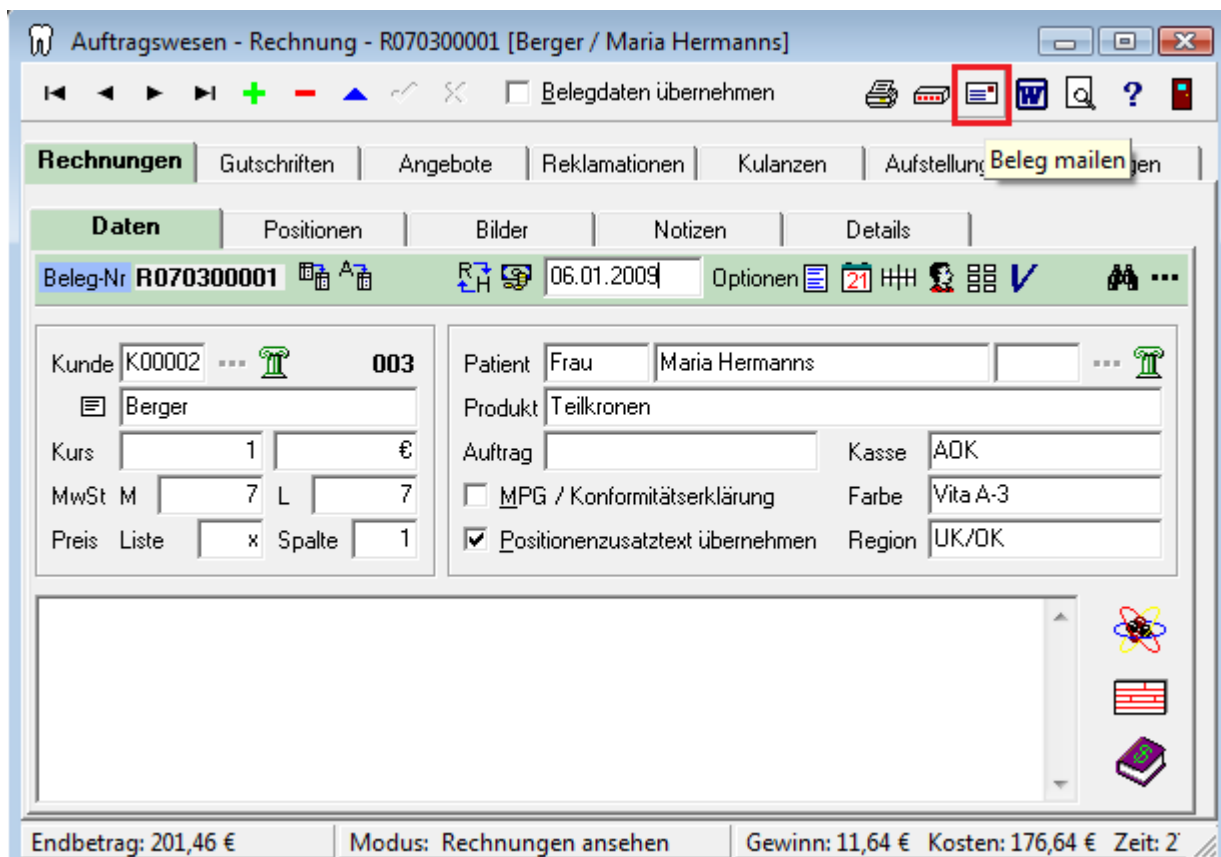 Auftragswesen - Rechnung - R070300001 [Berger / Maria Hermanns]
Belegdaten übernehmen W ?
Rechnungen Gutschriften Angebote Reklamationen Kulanzen Aufstellung gen
Beleg mailen
Daten Positionen Bilder Notizen Details
Beleg-Nr R070300001 A R H 06.01.2009 Optionen 21 V
Kunde K00002 003 Patient Frau Maria Hermanns
Berger Produkt Teilkronen
Kurs 1 € Auftrag Kasse AOK
MwSt M 7 L 7 MPG / Konformitätserklärung Farbe Vita A-3
Preis Liste x Spalte 1 Positionenzusatztext übernehmen Region UK/OK
Endbetrag: 201,46 € Modus: Rechnungen ansehen Gewinn: 11,64 € Kosten: 176,64 € Zeit: 2